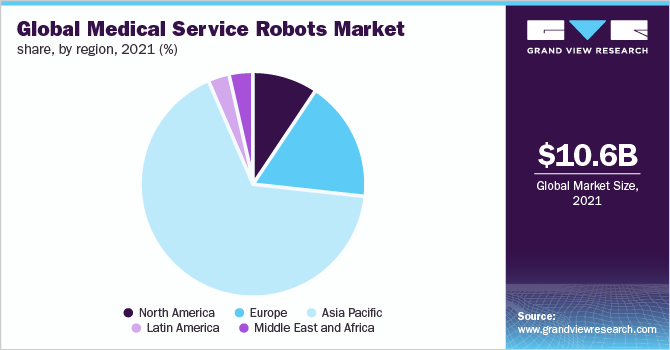 Global Medical Service Robots Market
share, by region, 2021 (%)
GRAND VIEW RESEARCH
$10.6B
Global Market Size,
2021
North America
Europe
Asia Pacific
Latin America
Middle East and Africa
Source:
www.grandviewresearch.com